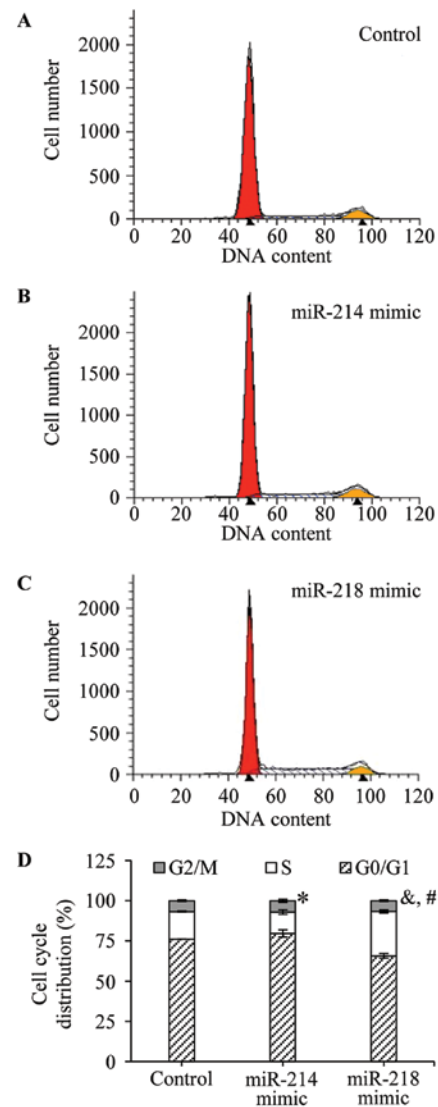 A
Control
Cell number
2000
1500
1000
500
0
0 20 40 60 80 100 120
DNA content
B
miR-214 mimic
Cell number
2000
1500
1000
500
0
0 20 40 60 80 100 120
DNA content
C
miR-218 mimic
Cell number
2000
1500
1000
500
0
0 20 40 60 80 100 120
DNA content
D
Cell cycle
distribution (%)
125
100
75
50
25
0
G2/M S G0/G1
*
&, #
Control miR-214 miR-218
mimic mimic